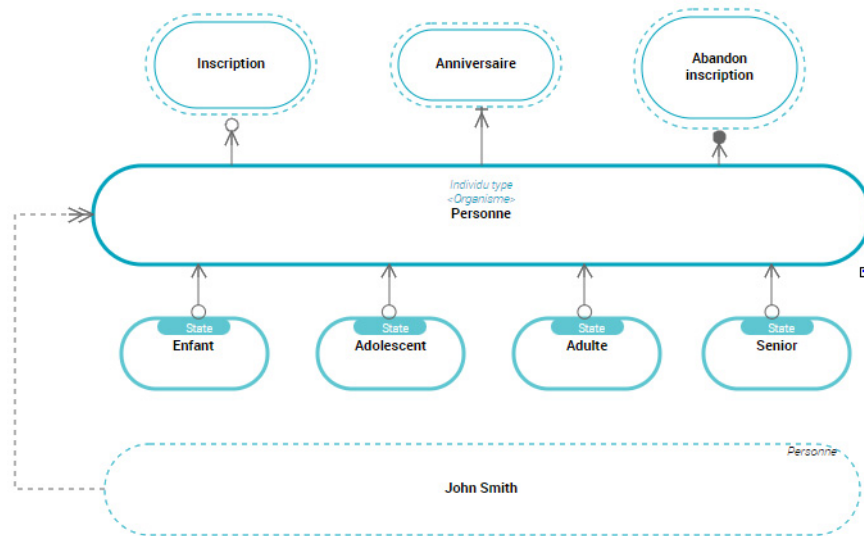 Inscription
Anniversaire
Abandon
inscription
Individu type
<Organisme>
Personne
State
Enfant
State
Adolescent
State
Adulte
State
Senior
Personne
John Smith